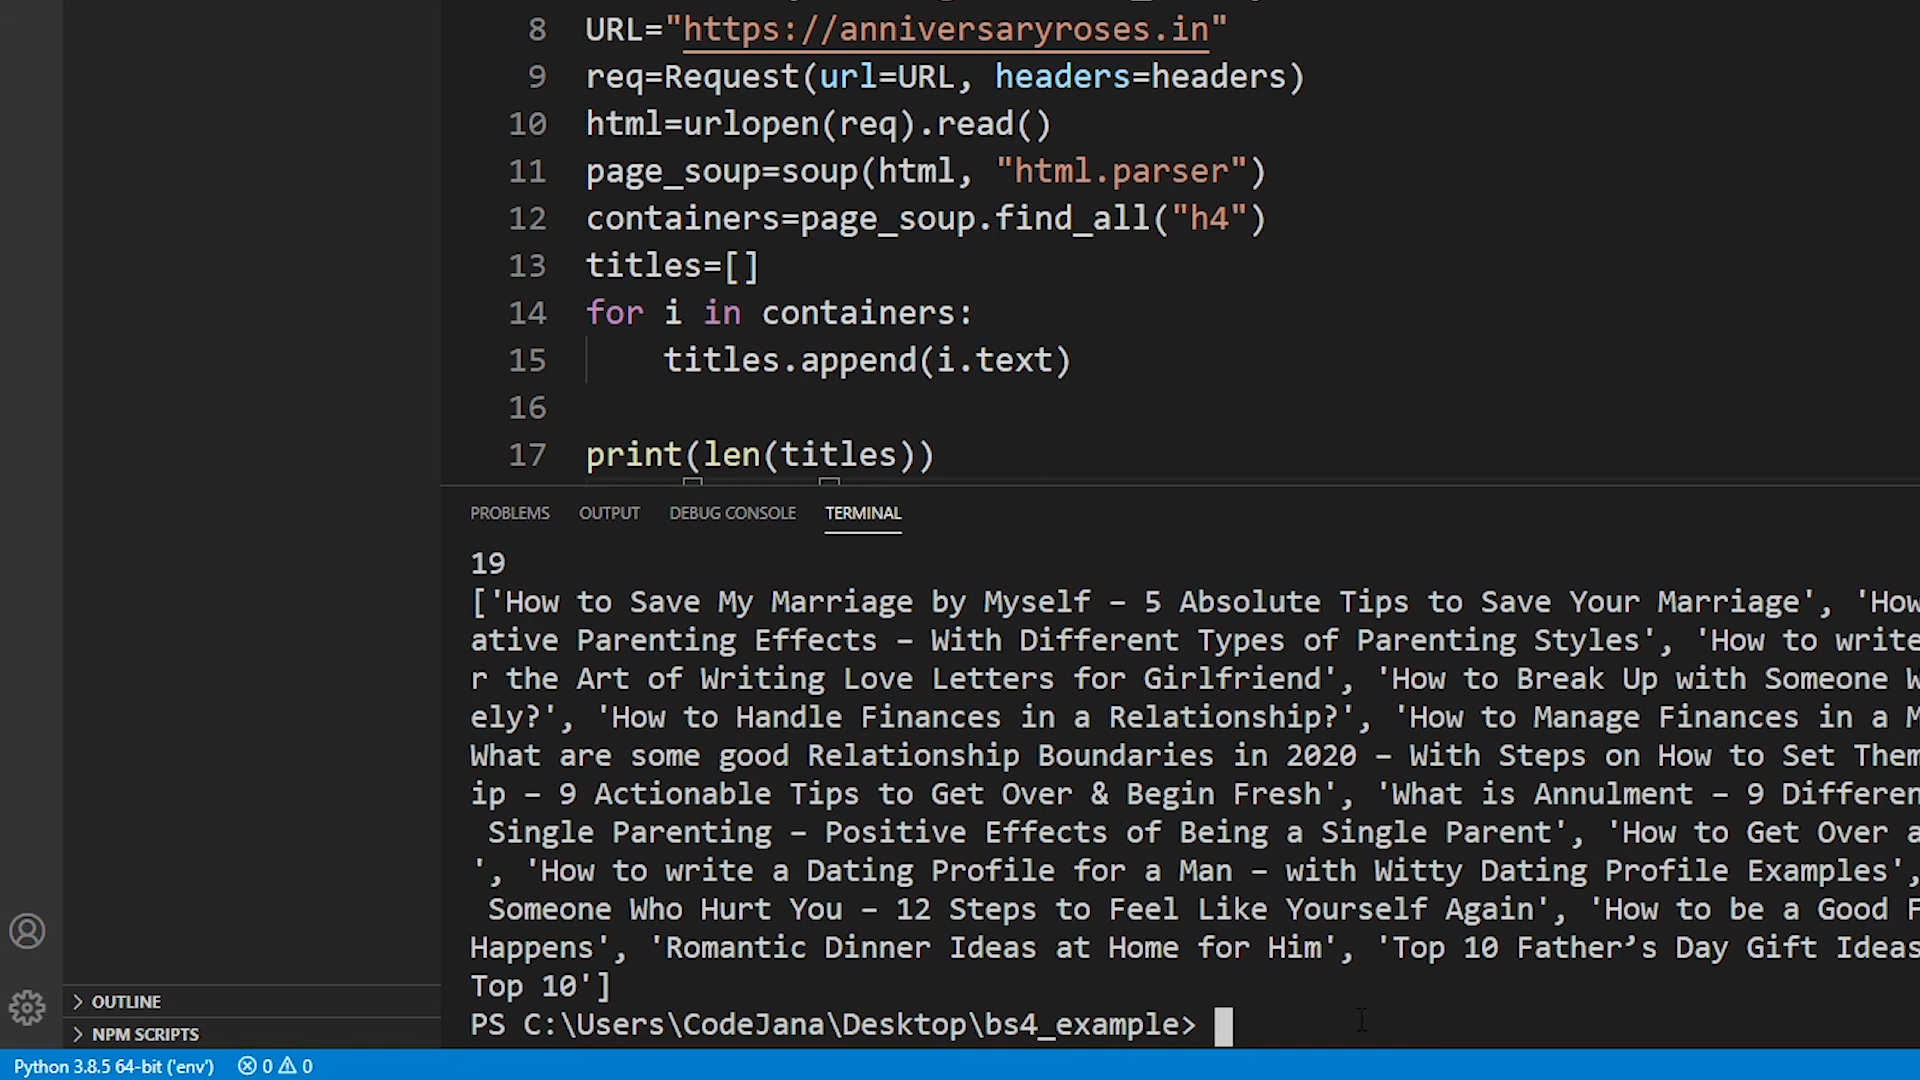 8 URL="https://anniversaryroses.in"
9 req=Request(url=URL, headers=headers)
10 html=urlopen(req).read()
11 page_soup=soup(html, "html.parser")
12 containers=page_soup.find_all("h4")
13 titles=[]
14 for i in containers:
15 titles.append(i.text)
16
17 print(len(titles))
PROBLEMS OUTPUT DEBUG CONSOLE TERMINAL
19
['How to Save My Marriage by Myself – 5 Absolute Tips to Save Your Marriage', 'How
ative Parenting Effects – With Different Types of Parenting Styles', 'How to write
r the Art of Writing Love Letters for Girlfriend', 'How to Break Up with Someone W
ely?', 'How to Handle Finances in a Relationship?', 'How to Manage Finances in a M
What are some good Relationship Boundaries in 2020 – With Steps on How to Set Them
ip – 9 Actionable Tips to Get Over & Begin Fresh', 'What is Annulment – 9 Differen
Single Parenting – Positive Effects of Being a Single Parent', 'How to Get Over a
', 'How to write a Dating Profile for a Man – with Witty Dating Profile Examples',
Someone Who Hurt You – 12 Steps to Feel Like Yourself Again', 'How to be a Good F
Happens', 'Romantic Dinner Ideas at Home for Him', 'Top 10 Father’s Day Gift Ideas
Top 10']
PS C:\Users\CodeJana\Desktop\bs4_example>
OUTLINE
NPM SCRIPTS
Python 3.8.5 64-bit ('env') 0 0